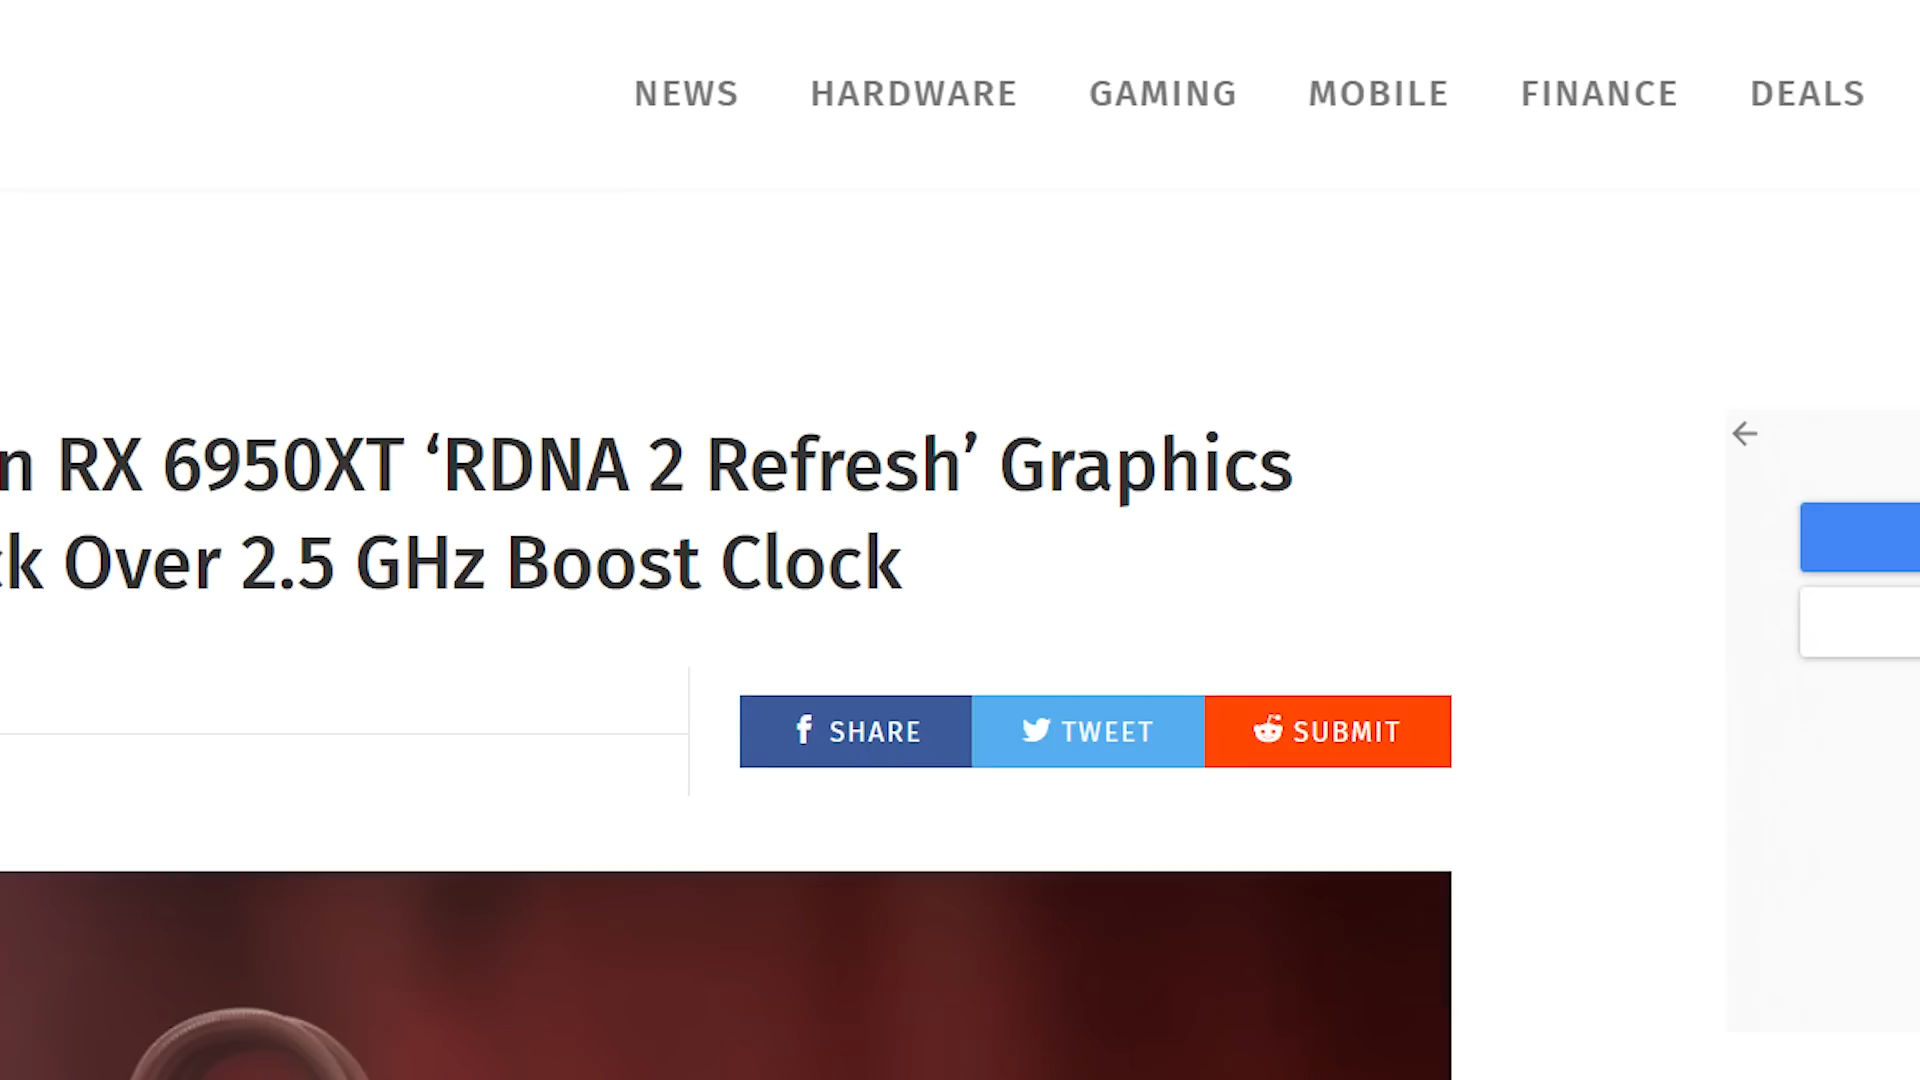 NEWS HARDWARE GAMING MOBILE FINANCE DEALS
n RX 6950XT ‘RDNA 2 Refresh’ Graphics
k Over 2.5 GHz Boost Clock
SHARE TWEET SUBMIT